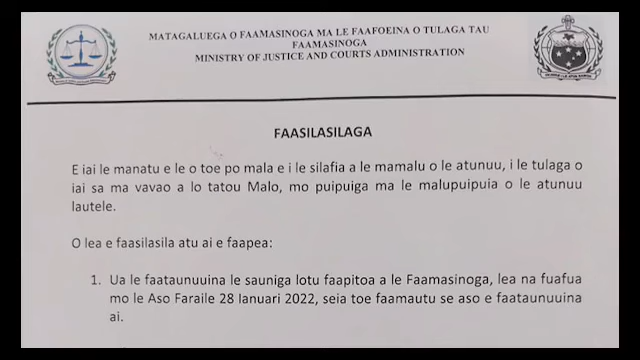 MATAGALUEGA O FAAMASINOGA MA LE FAAFOEINA O TULAGA TAU
FAAMASINOGA
MINISTRY OF JUSTICE AND COURTS ADMINISTRATION
FAASILASILAGA
E iai le manatu e le o toe po mala e i le silafia a le mamalu o le atunuu, i le tulaga o
iai sa ma vavao a lo tatou Malo, mo puipuiga ma le malupuipuia o le atunuu
lautele.
O lea e faasilasila atu ai e faapea:
1. Ua le faataunuuina le sauniga lotu faapitoa a le Faamasinoga, lea na fuafua
mo le Aso Faraile 28 Ianuari 2022, seia toe faamautu se aso e faataunuuina
ai.